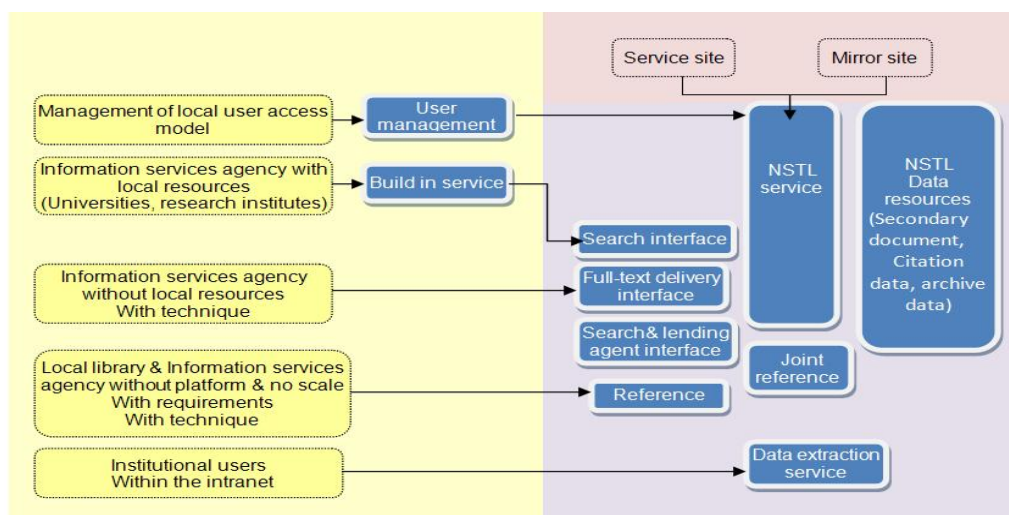 Service site
Mirror site
Management of local user access
model
User
management
Information services agency with
local resources
(Universities, research institutes)
Build in service
NSTL
service
NSTL
Data
resources
(Secondary
document,
Citation
data, archive
data)
Search interface
Information services agency
without local resources
With technique
Full-text delivery
interface
Search& lending
agent interface
Local library & Information services
agency without platform & no scale
With requirements
With technique
Reference
Joint
reference
Institutional users
Within the intranet
Data extraction
service